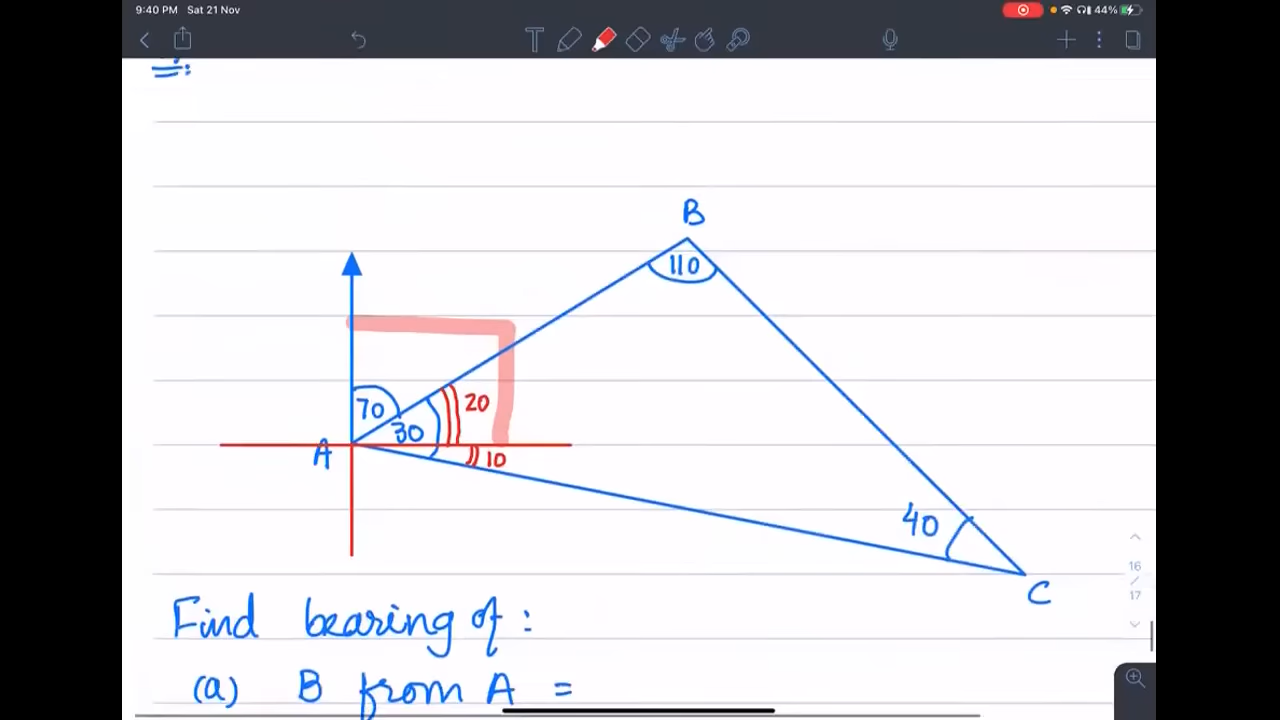 9:40 PM Sat 21 Nov
44%
T
B
110
70
20
30
A
10
40
C
16
/
17
Find bearing of :
(a) B from A =